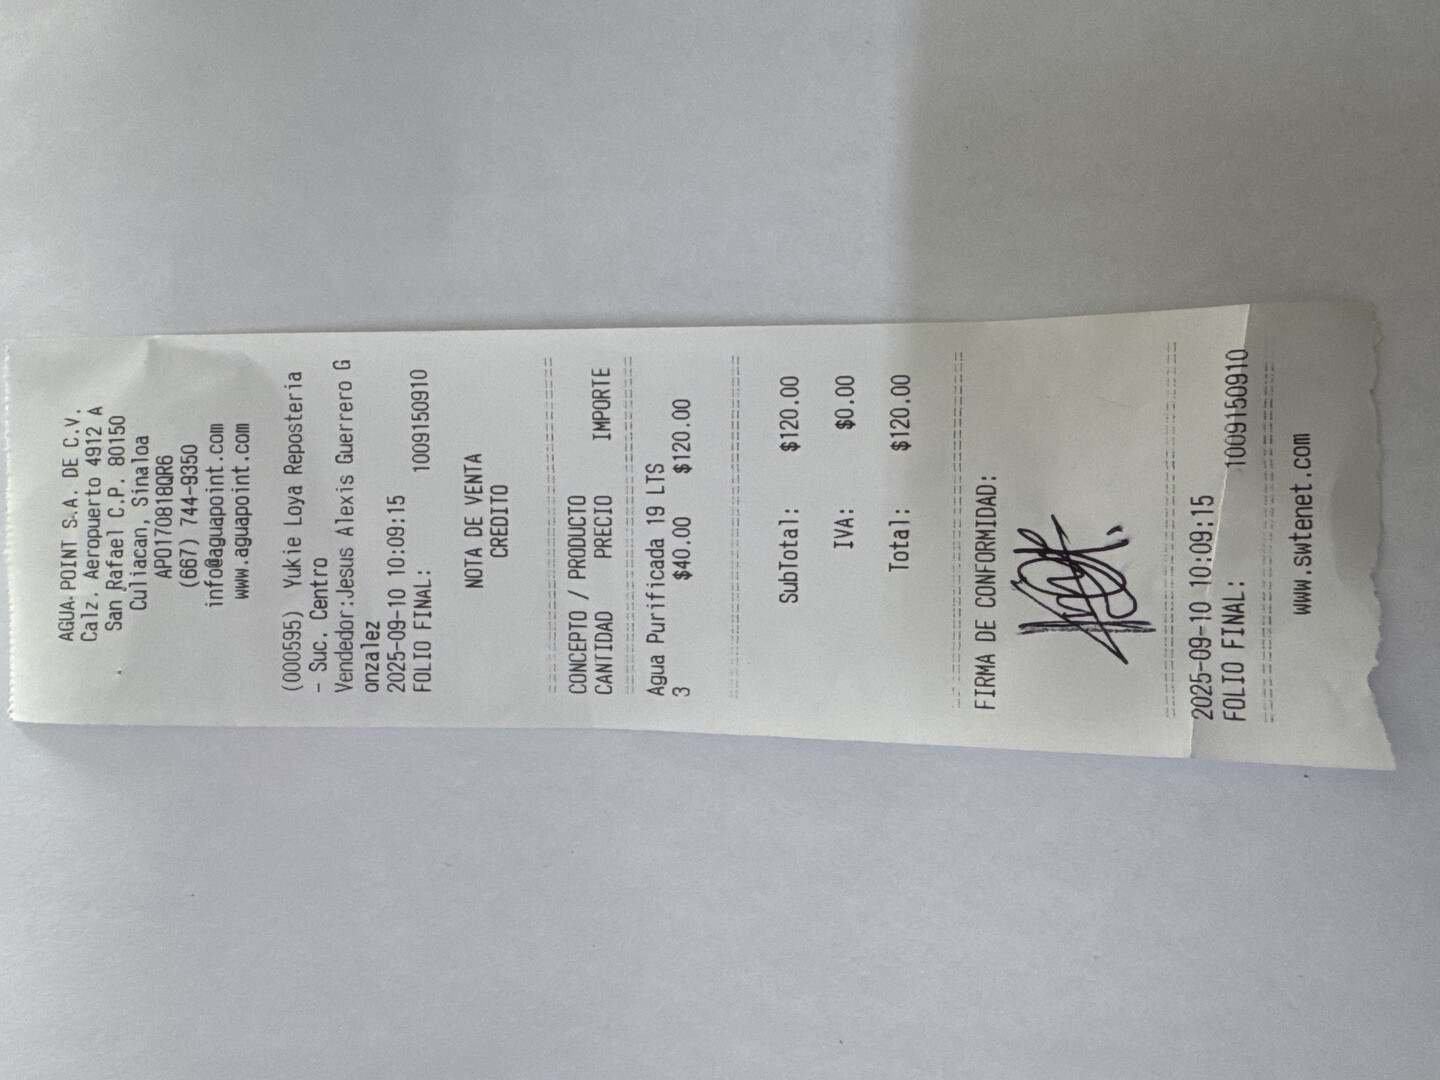 AGUA POINT S.A. DE C.V.
Calz. Aeropuerto 4912 A
San Rafael C.P. 80150
Culiacan, Sinaloa
APO170818QR6
(667) 744-9350
info@aguapoint.com
www.aguapoint.com
(000595) Yukie Loya Reposteria
- Suc. Centro
Vendedor:Jesus Alexis Guerrero G
onzalez
2025-09-10 10:09:15
FOLIO FINAL: 1009150910
NOTA DE VENTA
CREDITO
================================
CONCEPTO / PRODUCTO
CANTIDAD PRECIO IMPORTE
================================
Agua Purificada 19 LTS
3 $40.00 $120.00
================================
SubTotal: $120.00
IVA: $0.00
Total: $120.00
================================
FIRMA DE CONFORMIDAD:
================================
2025-09-10 10:09:15
FOLIO FINAL: 1009150910
================================
www.swtenet.com